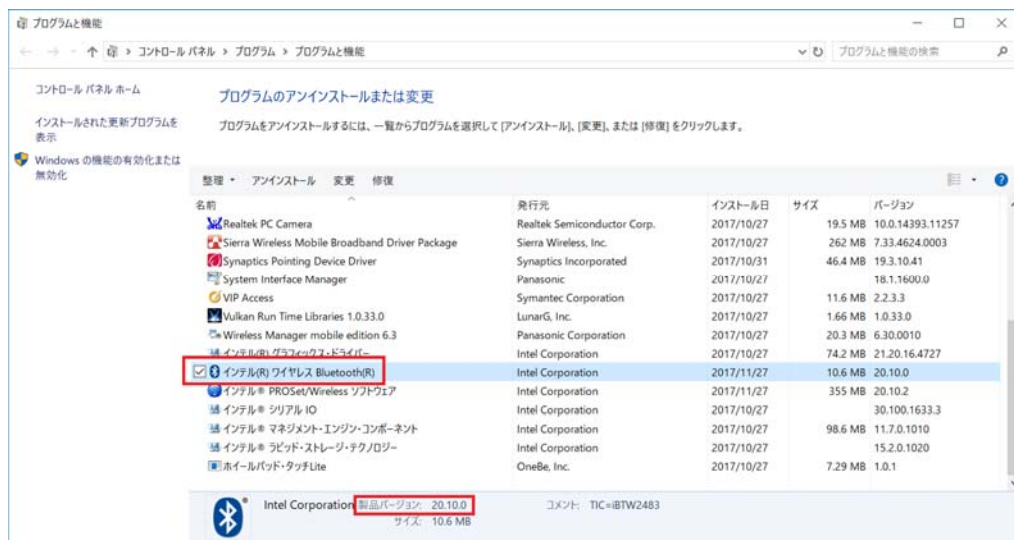 プログラムと機能
コントロール パネル › プログラム › プログラムと機能
プログラムと機能の検索
コントロール パネル ホーム
インストールされた更新プログラムを
表示
Windows の機能の有効化または
無効化
プログラムのアンインストールまたは変更
プログラムをアンインストールするには、一覧からプログラムを選択して [アンインストール]、[変更]、または [修復] をクリックします。
整理 アンインストール 変更 修復
名前 発行元 インストール日 サイズ バージョン
Realtek PC Camera Realtek Semiconductor Corp. 2017/10/27 19.5 MB 10.0.14393.11257
Sierra Wireless Mobile Broadband Driver Package Sierra Wireless, Inc. 2017/10/27 262 MB 7.33.4624.0003
Synaptics Pointing Device Driver Synaptics Incorporated 2017/10/31 46.4 MB 19.3.10.41
System Interface Manager Panasonic 2017/10/27 18.1.1600.0
VIP Access Symantec Corporation 2017/10/27 11.6 MB 2.2.3.3
Vulkan Run Time Libraries 1.0.33.0 LunarG, Inc. 2017/10/27 1.66 MB 1.0.33.0
Wireless Manager mobile edition 6.3 Panasonic Corporation 2017/10/27 20.3 MB 6.30.0010
インテル(R) グラフィックス・ドライバー Intel Corporation 2017/10/27 74.2 MB 21.20.16.4727
インテル(R) ワイヤレス Bluetooth(R) Intel Corporation 2017/11/27 10.6 MB 20.10.0
インテル® PROSet/Wireless ソフトウェア Intel Corporation 2017/11/27 355 MB 20.10.2
インテル® シリアル IO Intel Corporation 2017/10/27 30.100.1633.3
インテル® マネジメント・エンジン・コンポーネント Intel Corporation 2017/10/27 98.6 MB 11.7.0.1010
インテル® ラピッド・ストレージ・テクノロジー Intel Corporation 2017/10/27 15.2.0.1020
ホイールパッド・タッチLite OneBe, Inc. 2017/10/27 7.29 MB 1.0.1
Intel Corporation 製品バージョン: 20.10.0 コメント: TIC=iBTW2483
サイズ: 10.6 MB